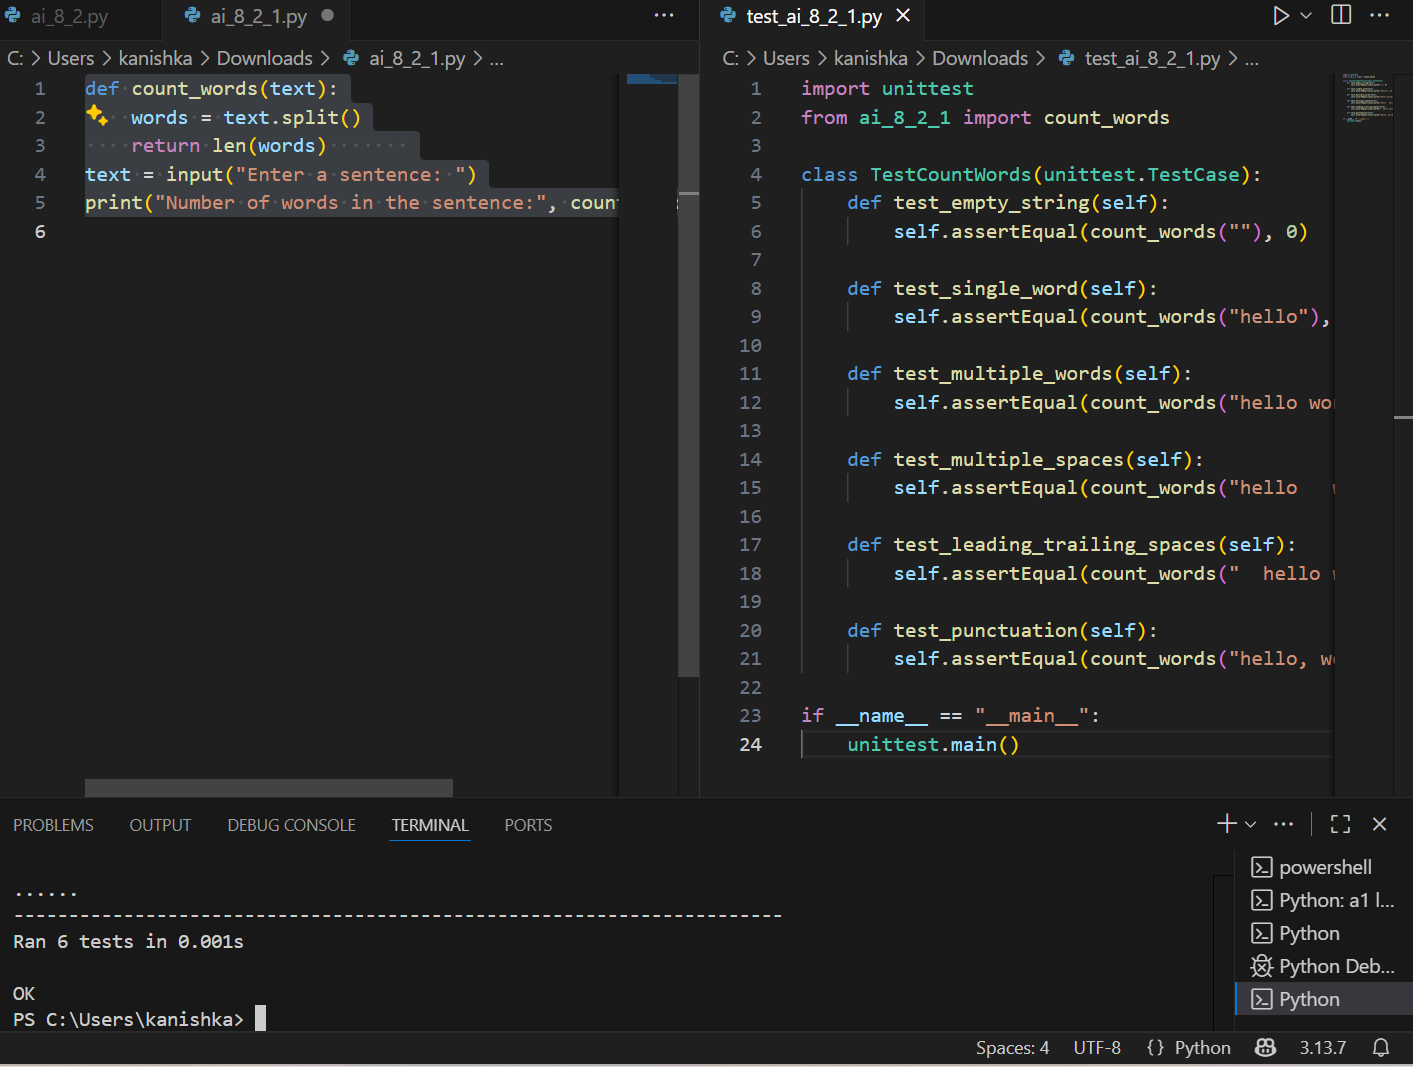 ai_8_2.py
ai_8_2_1.py
C: > Users > kanishka > Downloads > ai_8_2_1.py > ...
1 def count_words(text):
2 words = text.split()
3 return len(words)
4 text = input("Enter a sentence: ")
5 print("Number of words in the sentence:", coun
6
test_ai_8_2_1.py
C: > Users > kanishka > Downloads > test_ai_8_2_1.py > ...
1 import unittest
2 from ai_8_2_1 import count_words
3
4 class TestCountWords(unittest.TestCase):
5 def test_empty_string(self):
6 self.assertEqual(count_words(""), 0)
7
8 def test_single_word(self):
9 self.assertEqual(count_words("hello"),
10
11 def test_multiple_words(self):
12 self.assertEqual(count_words("hello wor
13
14 def test_multiple_spaces(self):
15 self.assertEqual(count_words("hello   w
16
17 def test_leading_trailing_spaces(self):
18 self.assertEqual(count_words("  hello w
19
20 def test_punctuation(self):
21 self.assertEqual(count_words("hello, wo
22
23 if __name__ == "__main__":
24 unittest.main()
PROBLEMS OUTPUT DEBUG CONSOLE TERMINAL PORTS
......
----------------------------------------------------------------------
Ran 6 tests in 0.001s
OK
PS C:\Users\kanishka>
powershell
Python: a1 l...
Python
Python Deb...
Python
Spaces: 4 UTF-8 {} Python 3.13.7